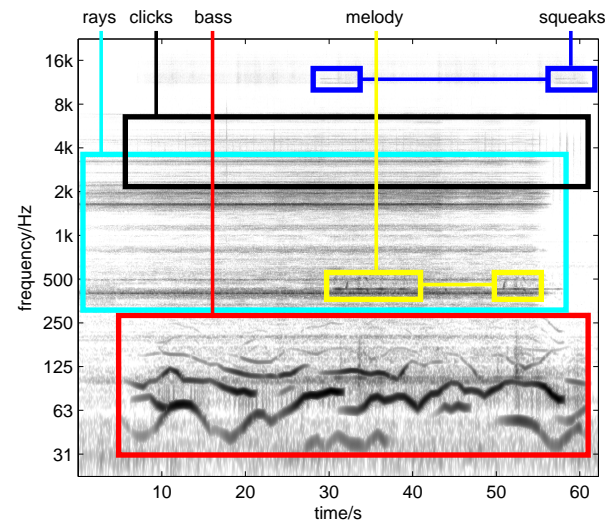 rays clicks bass melody squeaks
16k
8k
4k
2k
1k
500
250
125
63
31
frequency/Hz
10 20 30 40 50 60
time/s